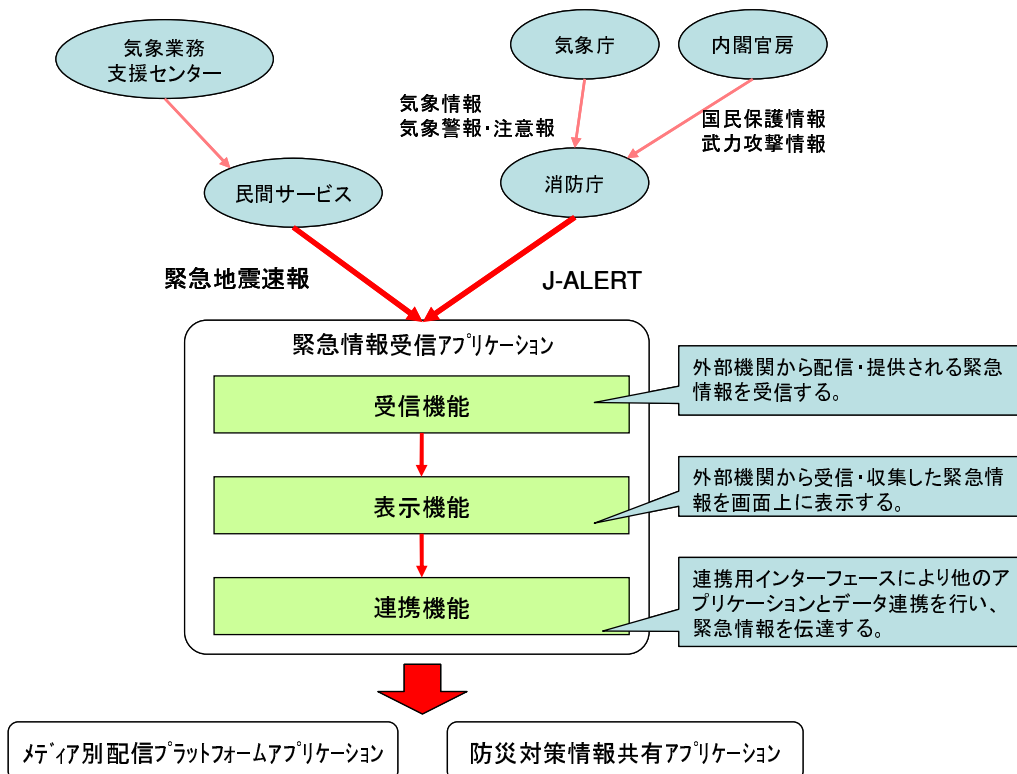 気象業務
支援センター
気象庁
内閣官房
気象情報
気象警報・注意報
国民保護情報
武力攻撃情報
民間サービス
消防庁
緊急地震速報
J-ALERT
緊急情報受信アプリケーション
受信機能
外部機関から配信・提供される緊急
情報を受信する。
表示機能
外部機関から受信・収集した緊急情
報を画面上に表示する。
連携機能
連携用インターフェースにより他のア
プリケーションとデータ連携を行い、
緊急情報を伝達する。
メディア別配信プラットフォームアプリケーション
防災対策情報共有アプリケーション